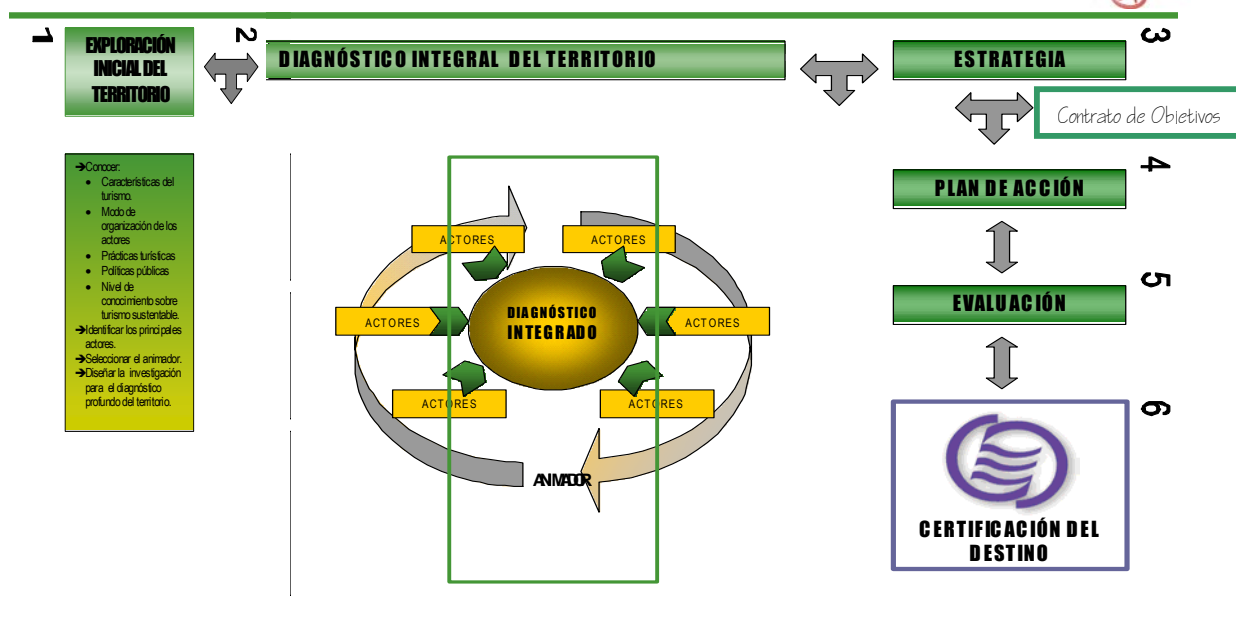 1
EXPLORACIÓN
INICIAL DEL
TERRITORIO
➔Conocer:
• Características del
turismo.
• Modo de
organización de los
actores
• Prácticas turísticas
• Políticas públicas
• Nivel de
conocimiento sobre
turismo sustentable.
➔Identificar los principales
actores.
➔Seleccionar el animador.
➔Diseñar la investigación
para el diagnóstico
profundo del territorio.
2
DIAGNÓSTICO INTEGRAL DEL TERRITORIO
ACTORES
ACTORES
ACTORES
DIAGNÓSTICO
INTEGRADO
ACTORES
ACTORES
ACTORES
ANIMADOR
3
ESTRATEGIA
Contrato de Objetivos
4
PLAN DE ACCIÓN
5
EVALUACIÓN
6
CERTIFICACIÓN DEL
DESTINO